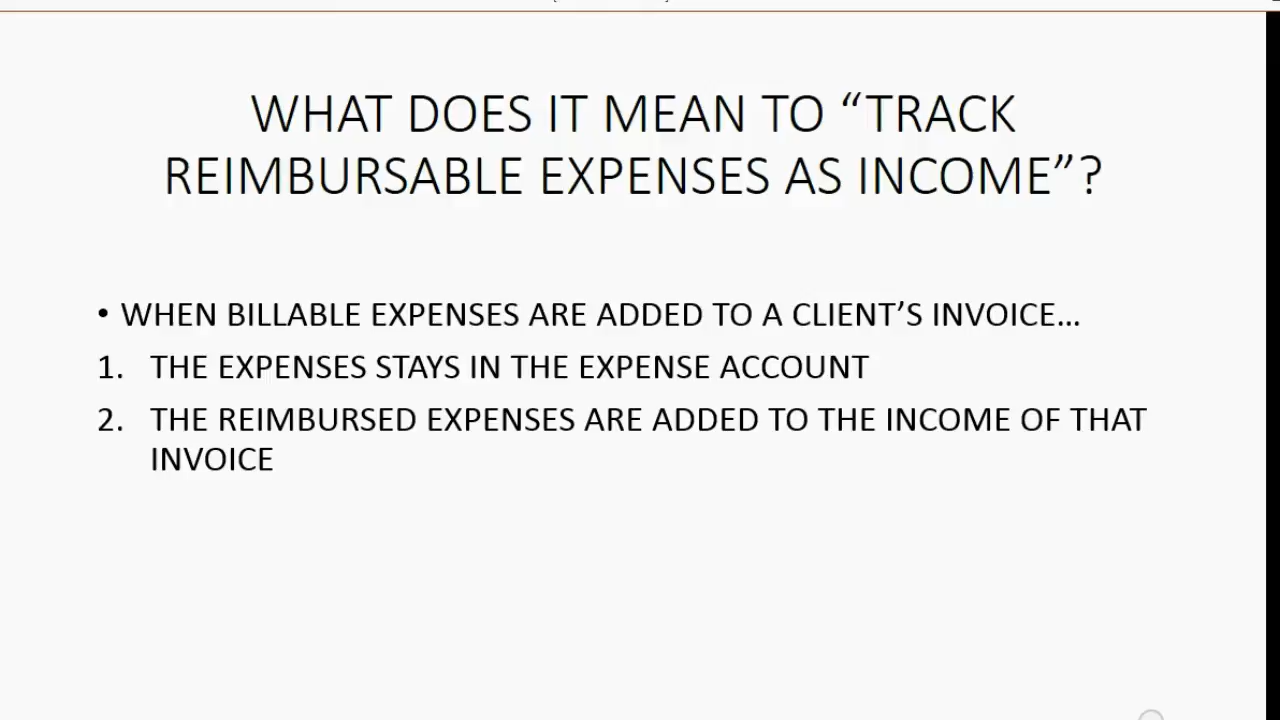 WHAT DOES IT MEAN TO “TRACK
REIMBURSABLE EXPENSES AS INCOME”?
• WHEN BILLABLE EXPENSES ARE ADDED TO A CLIENT’S INVOICE…
1. THE EXPENSES STAYS IN THE EXPENSE ACCOUNT
2. THE REIMBURSED EXPENSES ARE ADDED TO THE INCOME OF THAT
INVOICE